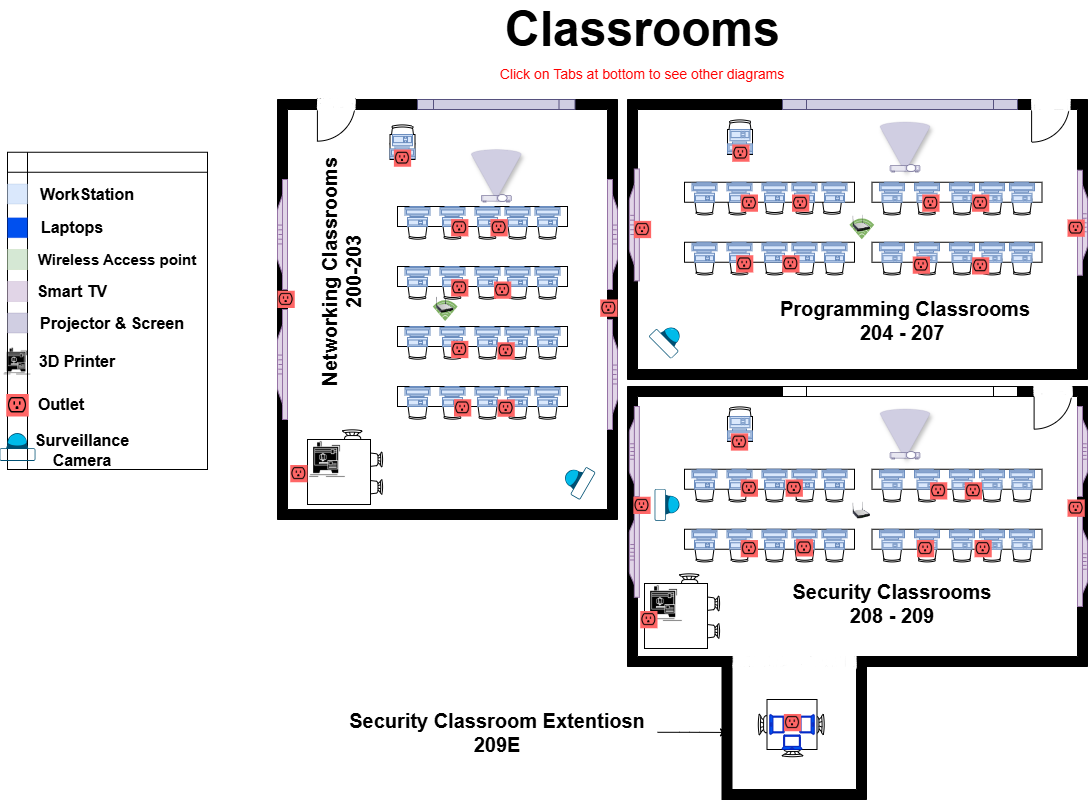 Classrooms
Click on Tabs at bottom to see other diagrams
WorkStation
Laptops
Wireless Access point
Smart TV
Projector & Screen
3D Printer
Outlet
Surveillance
Camera
Networking Classrooms
200-203
Programming Classrooms
204 - 207
Security Classrooms
208 - 209
Security Classroom Extentiosn
209E